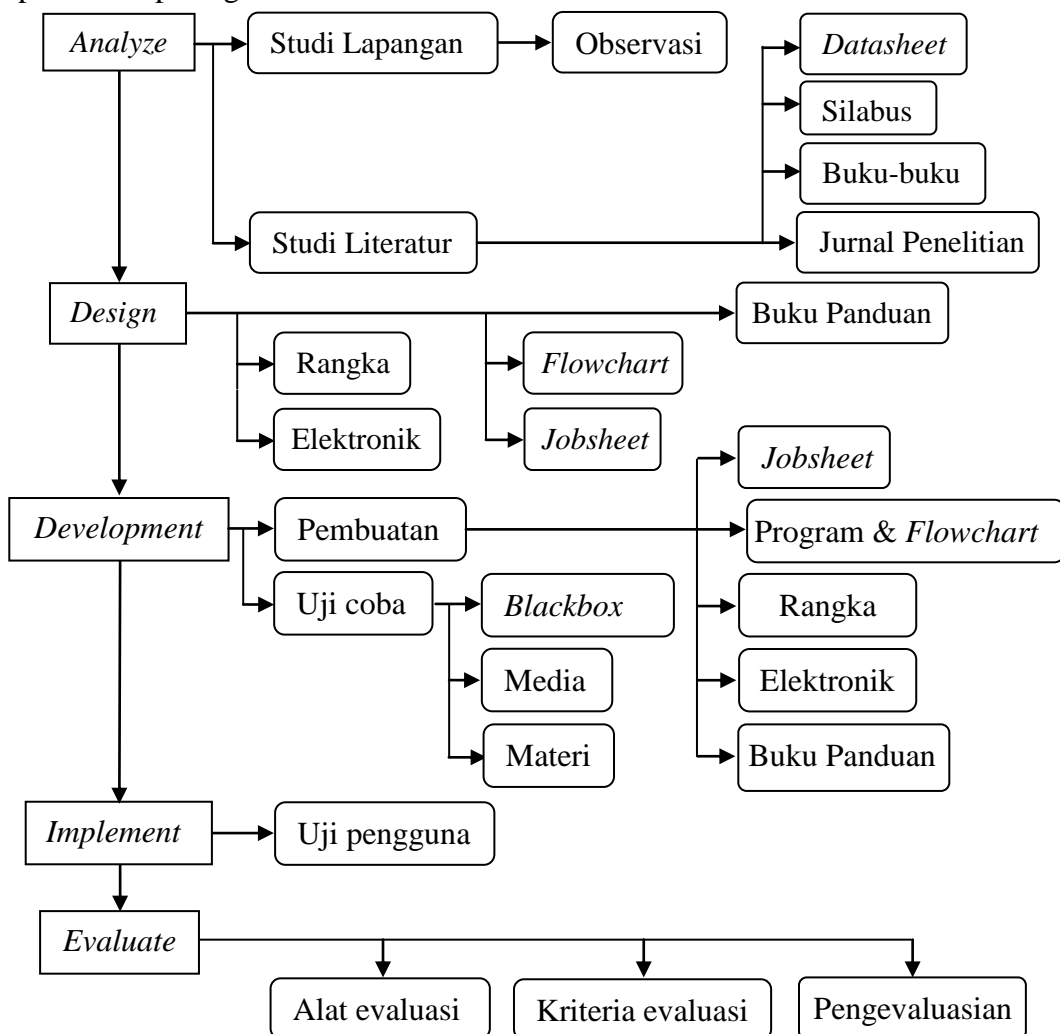 Analyze
Studi Lapangan
Observasi
Datasheet
Silabus
Buku-buku
Studi Literatur
Jurnal Penelitian
Design
Buku Panduan
Rangka
Flowchart
Elektronik
Jobsheet
Jobsheet
Development
Pembuatan
Program & Flowchart
Uji coba
Blackbox
Rangka
Media
Elektronik
Materi
Buku Panduan
Implement
Uji pengguna
Evaluate
Alat evaluasi
Kriteria evaluasi
Pengevaluasian